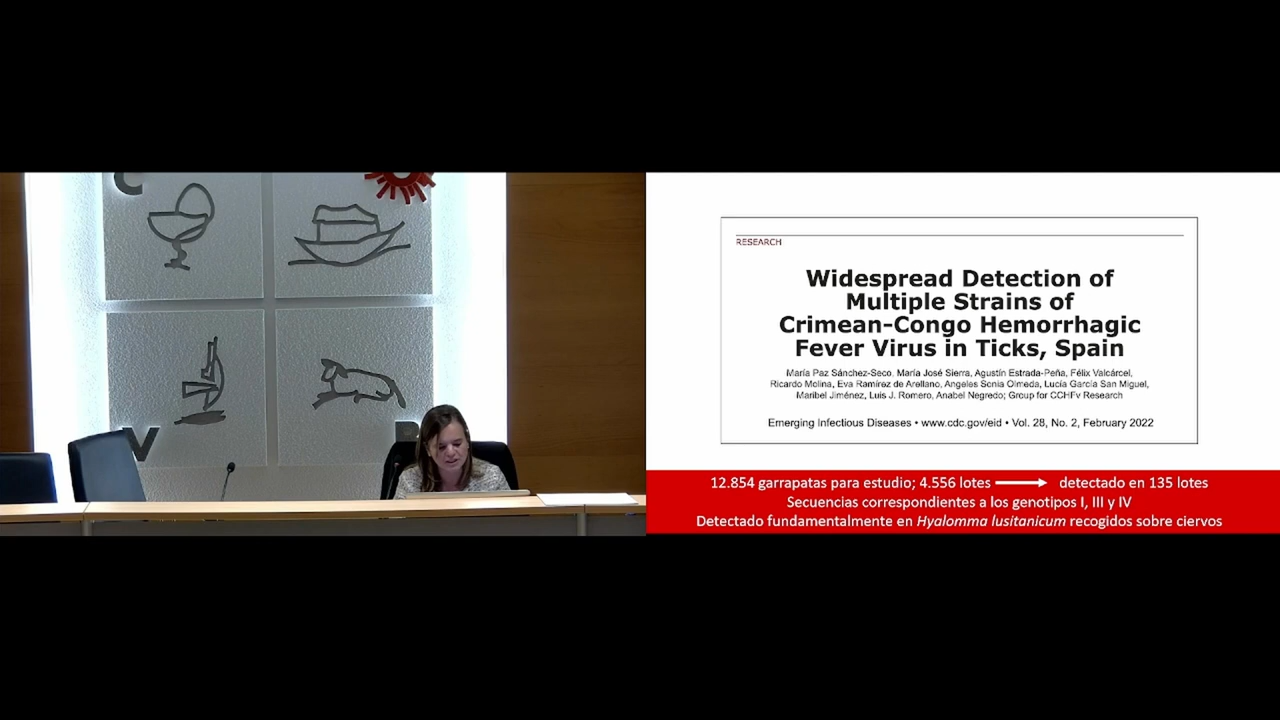 C
V
RESEARCH
Widespread Detection of
Multiple Strains of
Crimean-Congo Hemorrhagic
Fever Virus in Ticks, Spain
María Paz Sánchez-Seco, María José Sierra, Agustín Estrada-Peña, Félix Valcárcel,
Ricardo Molina, Eva Ramírez de Arellano, Angeles Sonia Olmeda, Lucía García San Miguel,
Maribel Jiménez, Luis J. Romero, Anabel Negredo; Group for CCHFv Research
Emerging Infectious Diseases • www.cdc.gov/eid • Vol. 28, No. 2, February 2022
12.854 garrapatas para estudio; 4.556 lotes ⟶ detectado en 135 lotes
Secuencias correspondientes a los genotipos I, III y IV
Detectado fundamentalmente en Hyalomma lusitanicum recogidos sobre ciervos